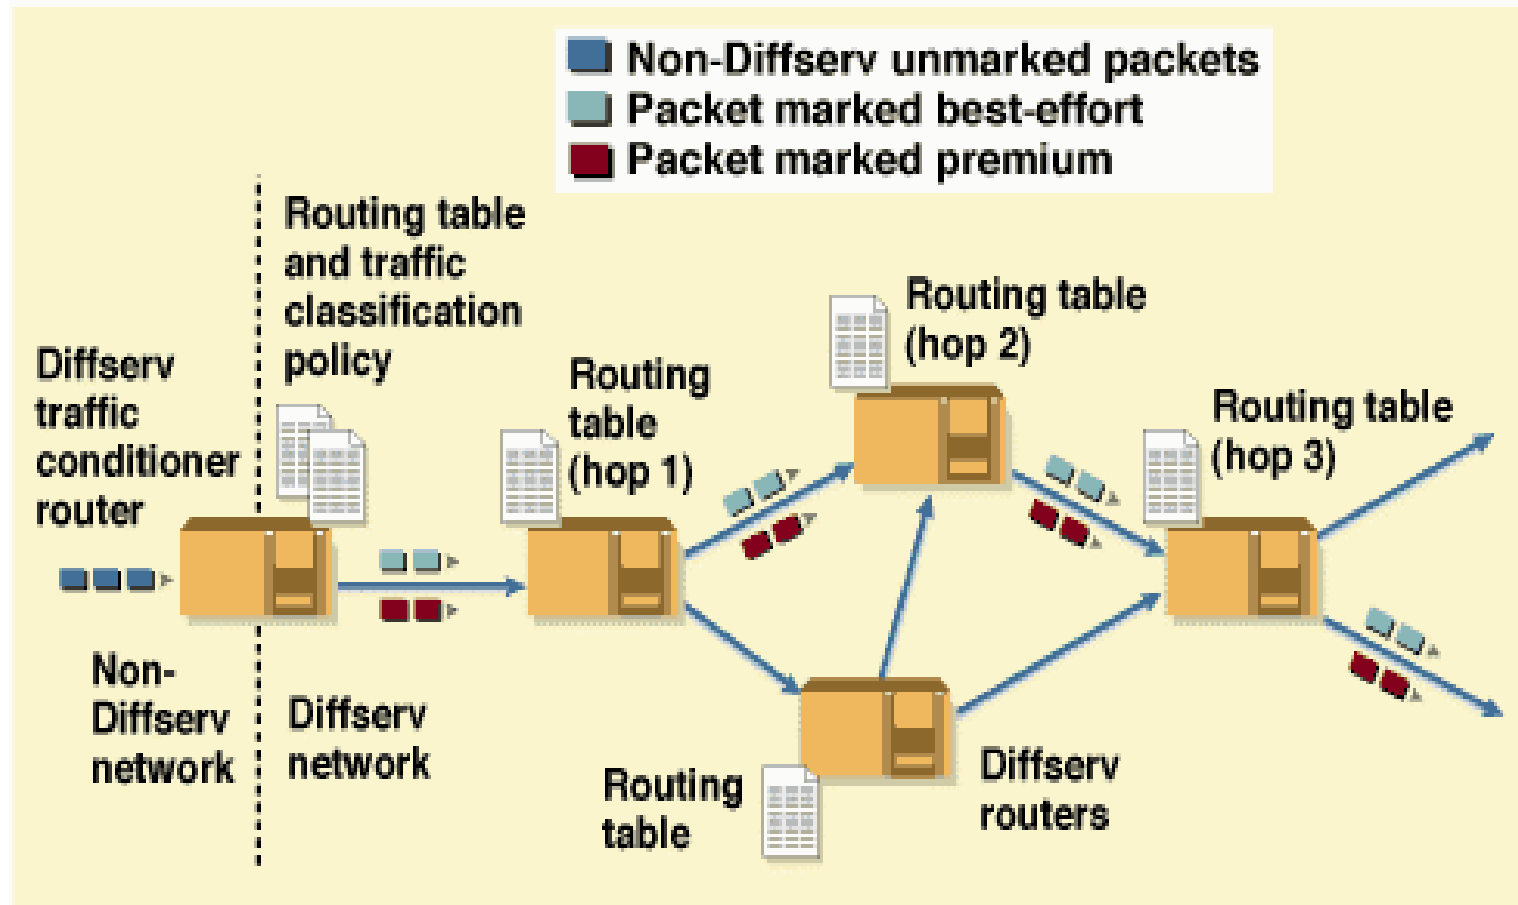 Non-Diffserv unmarked packets
Packet marked best-effort
Packet marked premium
Routing table
and traffic
classification
policy
Diffserv
traffic
conditioner
router
Routing
table
(hop 1)
Routing table
(hop 2)
Routing table
(hop 3)
Non-
Diffserv
network
Diffserv
network
Routing
table
Diffserv
routers